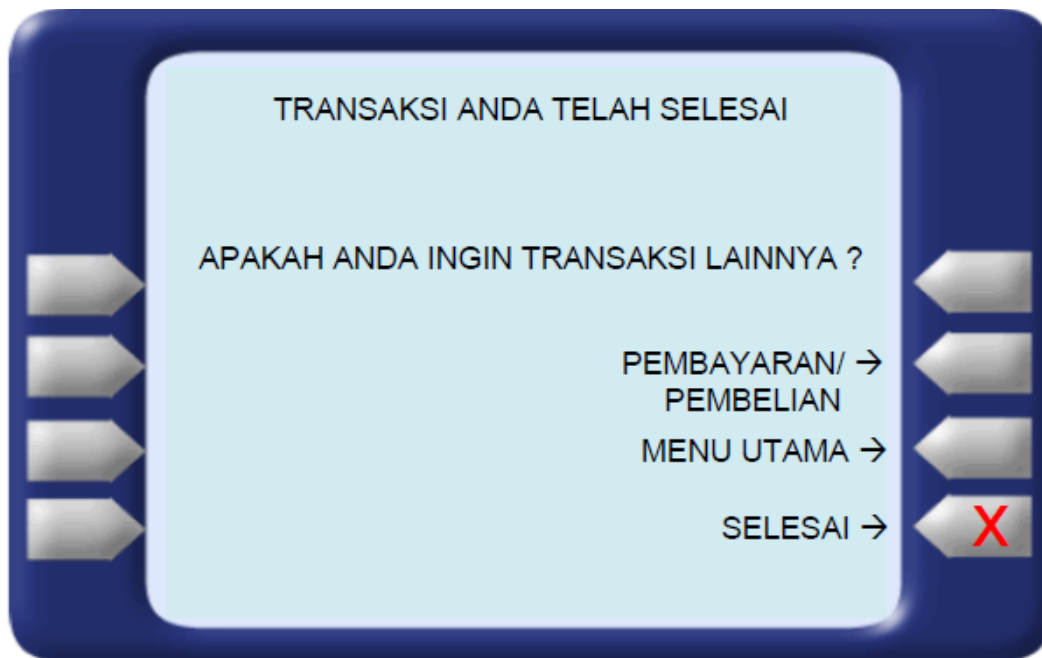 TRANSAKSI ANDA TELAH SELESAI
APAKAH ANDA INGIN TRANSAKSI LAINNYA ?
PEMBAYARAN/ →
PEMBELIAN
MENU UTAMA →
SELESAI →
X